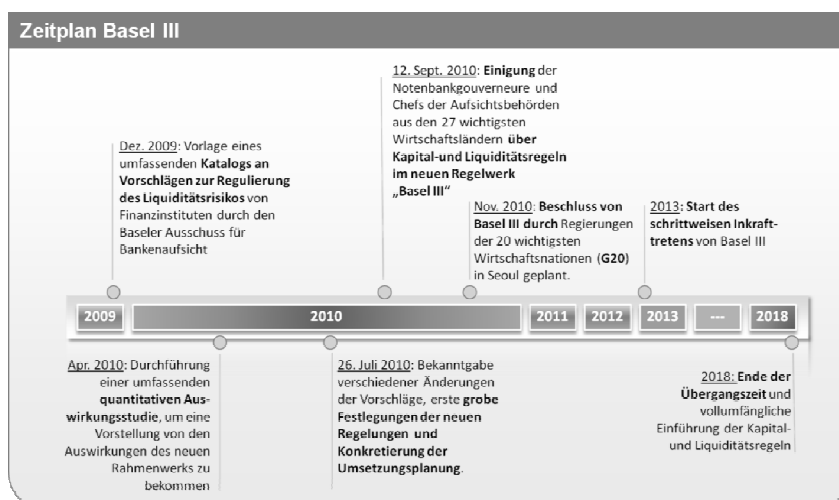 Zeitplan Basel III
12. Sept. 2010: Einigung der
Notenbankgouverneure und
Chefs der Aufsichtsbehörden
aus den 27 wichtigsten
Wirtschaftsländern über
Kapital-und Liquiditätsregeln
im neuen Regelwerk
„Basel III“
Dez. 2009: Vorlage eines
umfassenden Katalogs an
Vorschlägen zur Regulierung
des Liquiditätsrisikos von
Finanzinstituten durch den
Baseler Ausschuss für
Bankenaufsicht
Nov. 2010: Beschluss von
Basel III durch Regierungen
der 20 wichtigsten
Wirtschaftsnationen (G20)
in Seoul geplant.
2013: Start des
schrittweisen Inkraft-
tretens von Basel III
2009 2010 2011 2012 2013 --- 2018
Apr. 2010: Durchführung
einer umfassenden
quantitativen Aus-
wirkungsstudie, um eine
Vorstellung von den
Auswirkungen des neuen
Rahmenwerks zu
bekommen
26. Juli 2010: Bekanntgabe
verschiedener Änderungen
der Vorschläge, erste grobe
Festlegungen der neuen
Regelungen und
Konkretierung der
Umsetzungsplanung.
2018: Ende der
Übergangszeit und
vollumfängliche
Einführung der Kapital-
und Liquiditätsregeln